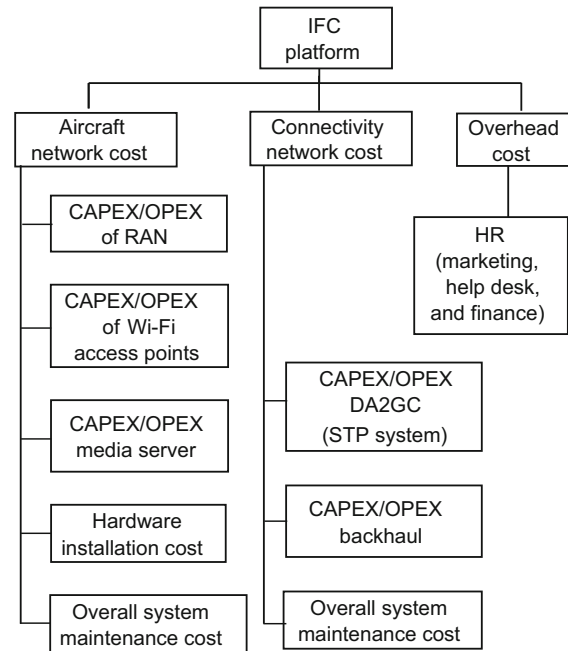 IFC
platform
Aircraft
network cost
Connectivity
network cost
Overhead
cost
CAPEX/OPEX
of RAN
CAPEX/OPEX
of Wi-Fi
access points
CAPEX/OPEX
media server
Hardware
installation cost
Overall system
maintenance cost
CAPEX/OPEX
DA2GC
(STP system)
CAPEX/OPEX
backhaul
Overall system
maintenance cost
HR
(marketing,
help desk,
and finance)